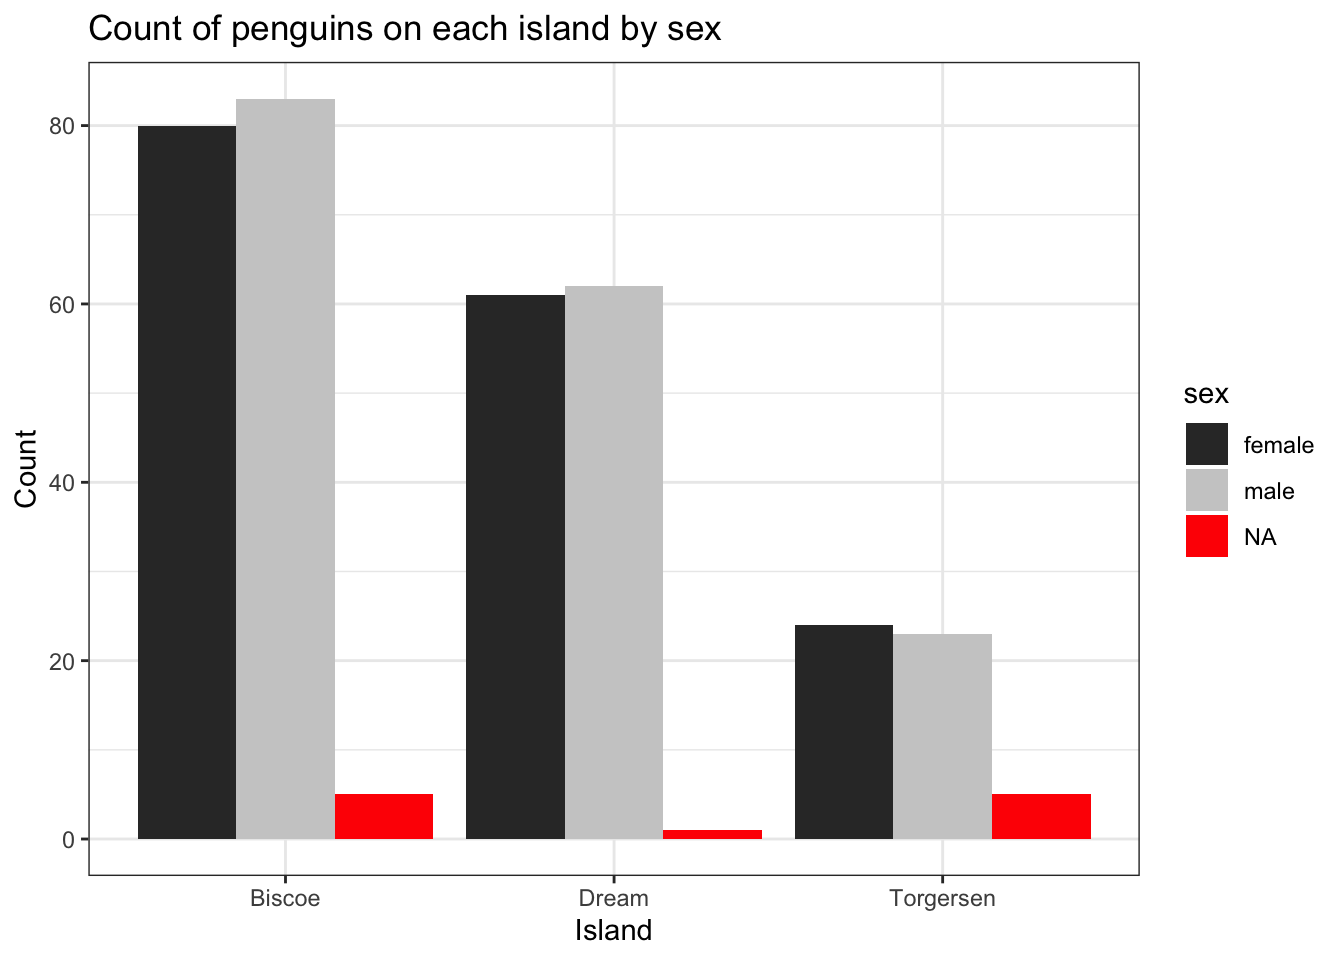 Count of penguins on each island by sex
80
60
40
20
0
Count
Biscoe
Dream
Torgersen
Island
sex
female
male
NA